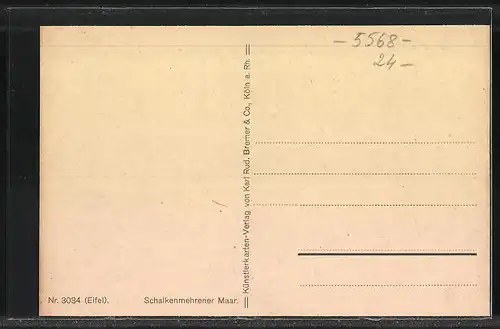 - 5568 -
24 -
Künstlerkarten-Verlag von Karl Rud. Bremer & Co., Köln a. Rh.
Nr. 3034 (Eifel). Schalkenmehrener Maar.